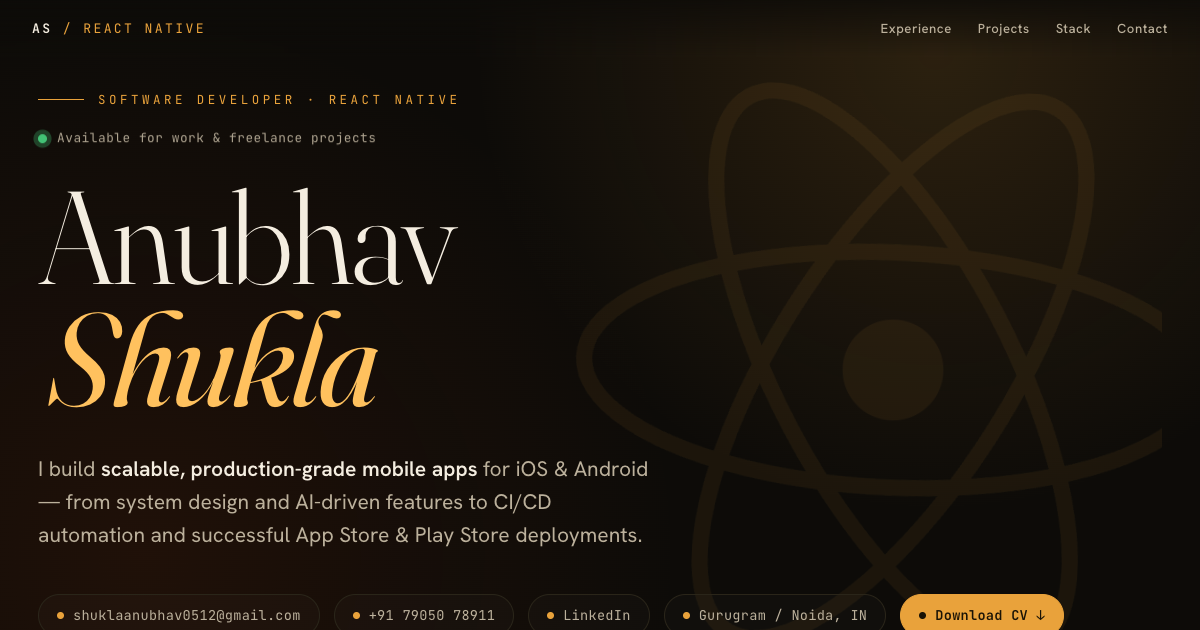 AS / REACT NATIVE
Experience Projects Stack Contact
SOFTWARE DEVELOPER · REACT NATIVE
Available for work & freelance projects
Anubhav
Shukla
I build scalable, production-grade mobile apps for iOS & Android
— from system design and AI-driven features to CI/CD
automation and successful App Store & Play Store deployments.
shuklaanubhav0512@gmail.com +91 79050 78911 LinkedIn Gurugram / Noida, IN Download CV ↓